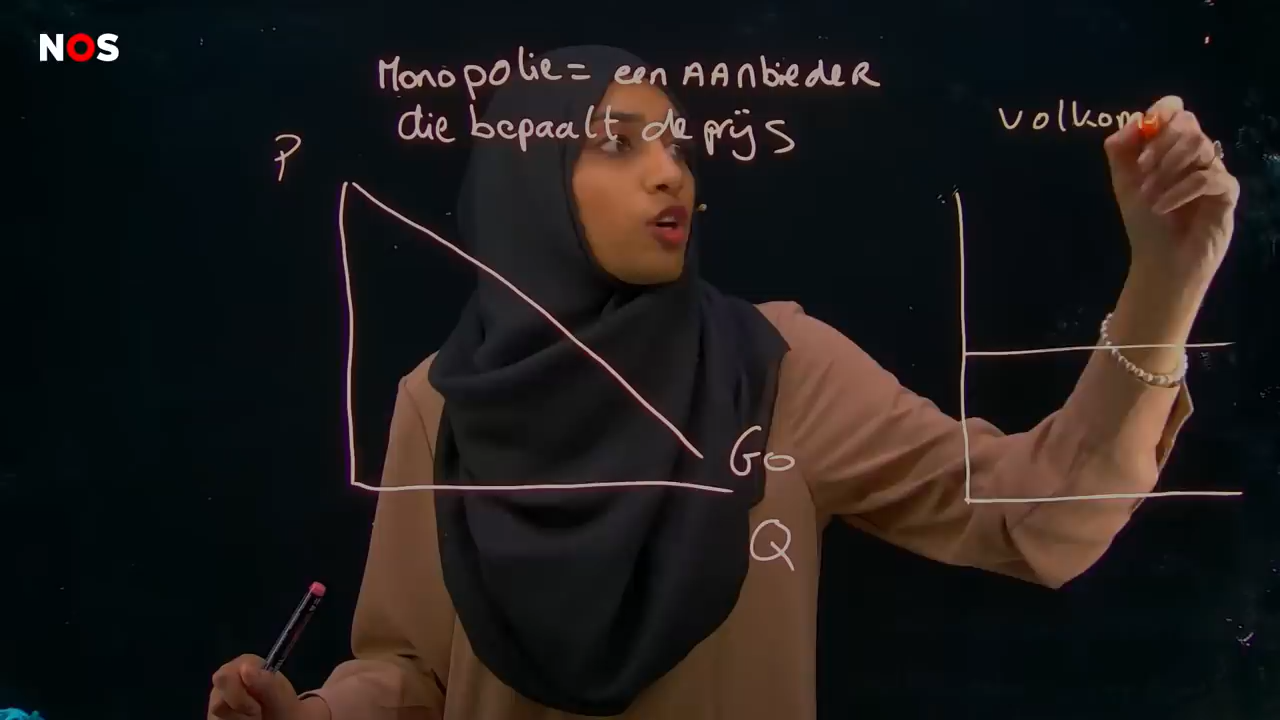 NOS
Monopolie = een AAnbiedeR
die bepaalt de prijs
volkom
P
GO
Q